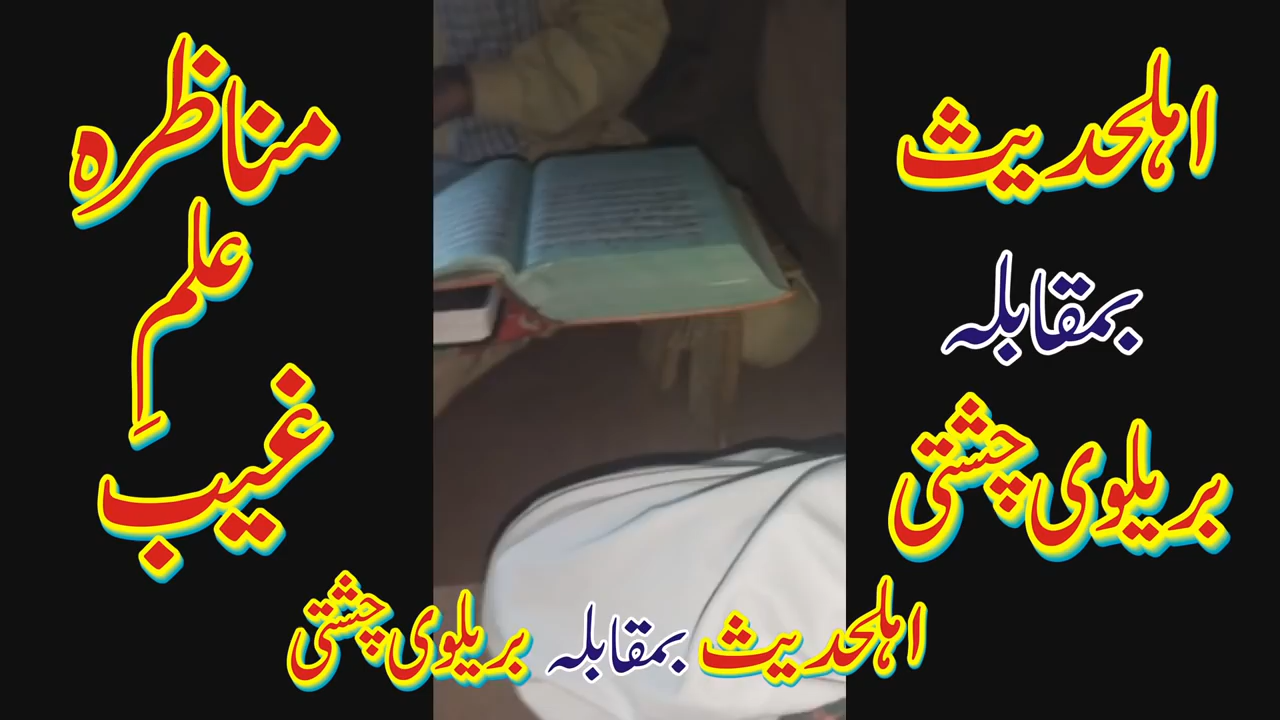 اہلحدیث
بمقابلہ
بریلوی چشتی
مناظرہ
علمِ
غیب
اہلحدیث بمقابلہ بریلوی چشتی